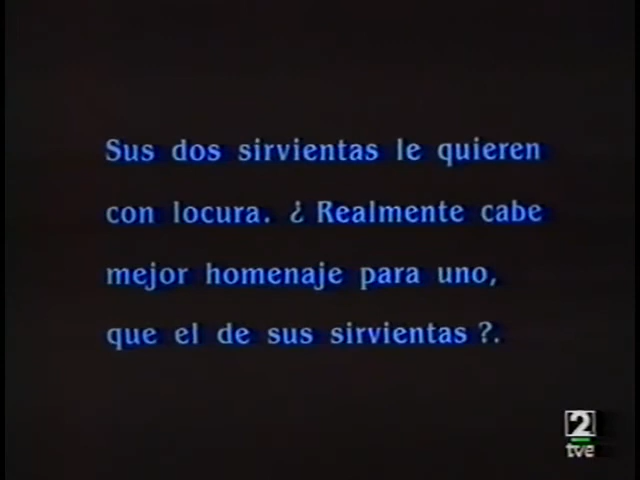 Sus dos sirvientas le quieren
con locura. ¿ Realmente cabe
mejor homenaje para uno,
que el de sus sirvientas ?.
2
tve